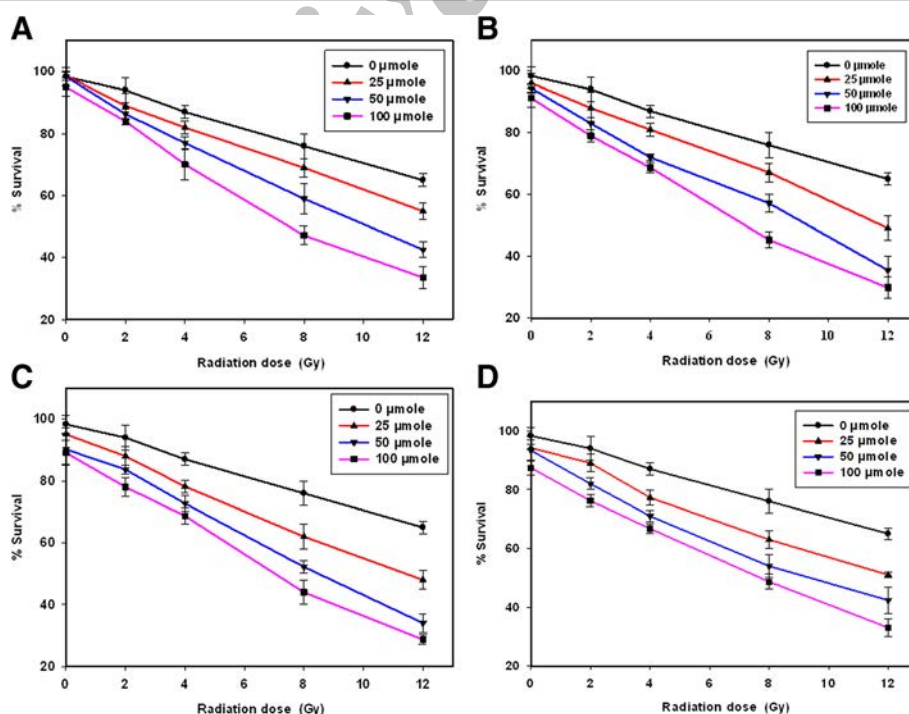 A
100
80
60
40
20
% Survival
0 µmole
25 µmole
50 µmole
100 µmole
0 2 4 6 8 10 12
Radiation dose (Gy)
B
100
80
60
40
20
% Survival
0 µmole
25 µmole
50 µmole
100 µmole
0 2 4 6 8 10 12
Radiation dose (Gy)
C
100
80
60
40
20
% Survival
0 µmole
25 µmole
50 µmole
100 µmole
0 2 4 6 8 10 12
Radiation dose (Gy)
D
100
80
60
40
20
% Survival
0 µmole
25 µmole
50 µmole
100 µmole
0 2 4 6 8 10 12
Radiation dose (Gy)